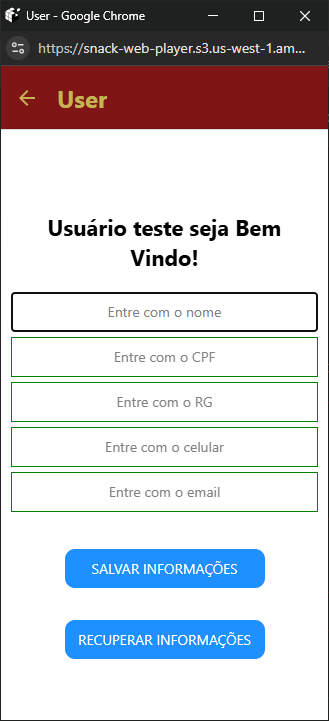 User - Google Chrome
https://snack-web-player.s3.us-west-1.am...
User
Usuário teste seja Bem
Vindo!
Entre com o nome
Entre com o CPF
Entre com o RG
Entre com o celular
Entre com o email
SALVAR INFORMAÇÕES
RECUPERAR INFORMAÇÕES